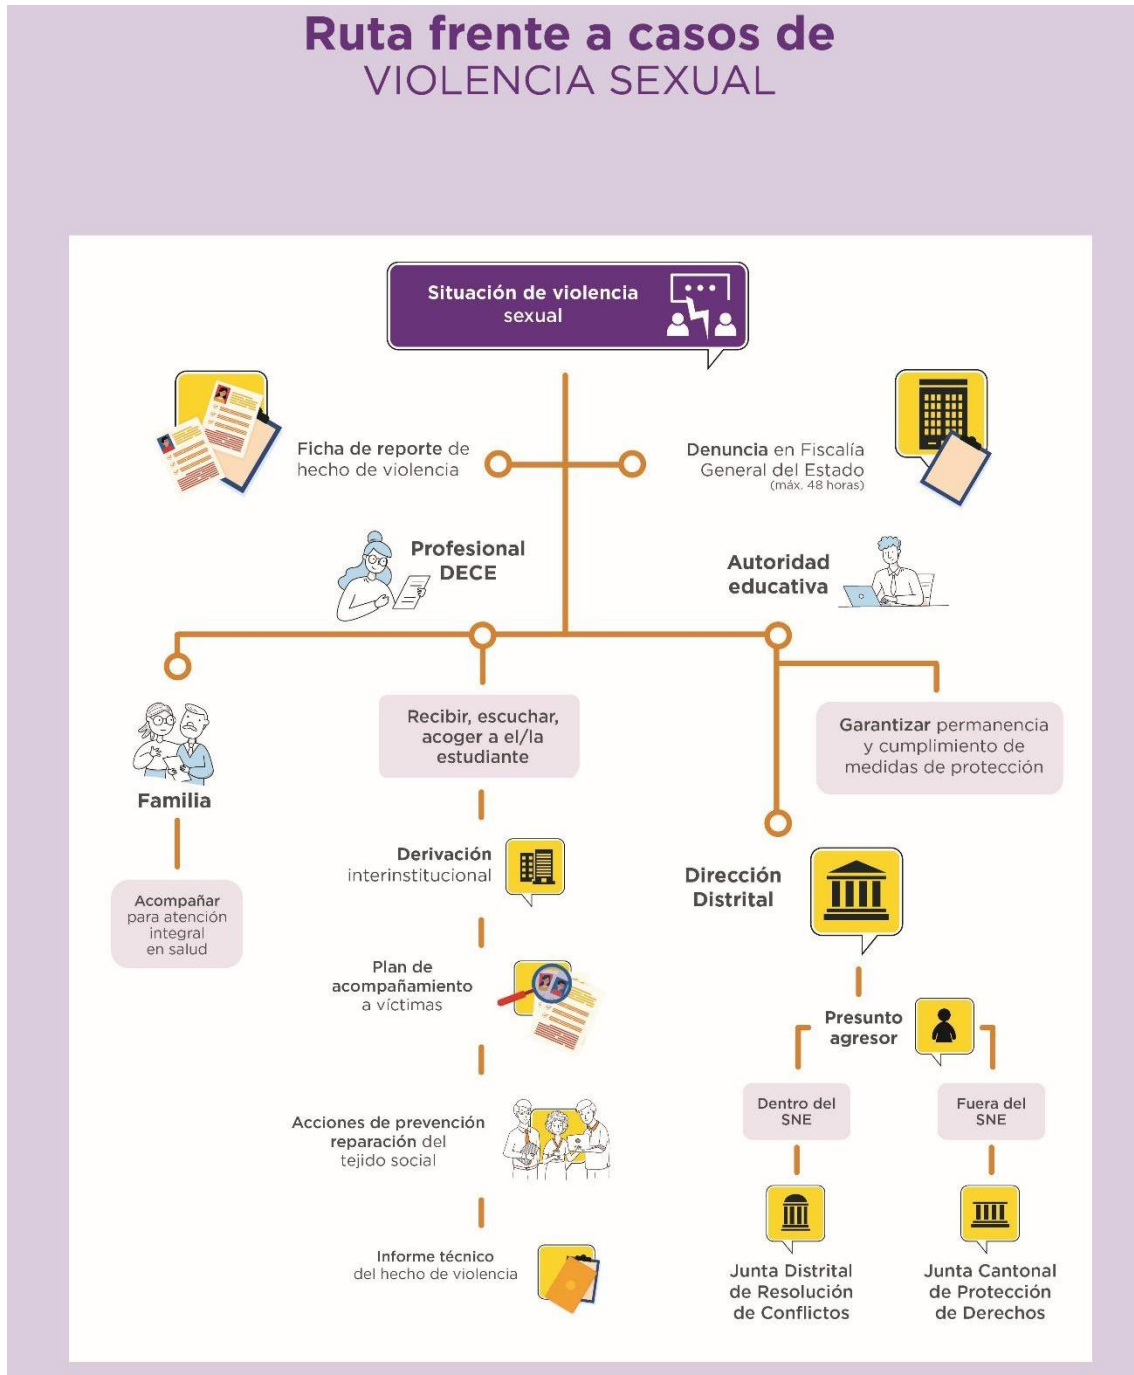 Ruta frente a casos de
VIOLENCIA SEXUAL
Situación de violencia
sexual
Ficha de reporte de
hecho de violencia
Denuncia en Fiscalía
General del Estado
(máx. 48 horas)
Profesional
DECE
Autoridad
educativa
Familia
Acompañar
para atención
integral
en salud
Recibir, escuchar,
acoger a el/la
estudiante
Derivación
interinstitucional
Plan de
acompañamiento
a víctimas
Acciones de prevención
reparación del
tejido social
Informe técnico
del hecho de violencia
Garantizar permanencia
y cumplimiento de
medidas de protección
Dirección
Distrital
Presunto
agresor
Dentro del
SNE
Fuera del
SNE
Junta Distrital
de Resolución
de Conflictos
Junta Cantonal
de Protección
de Derechos